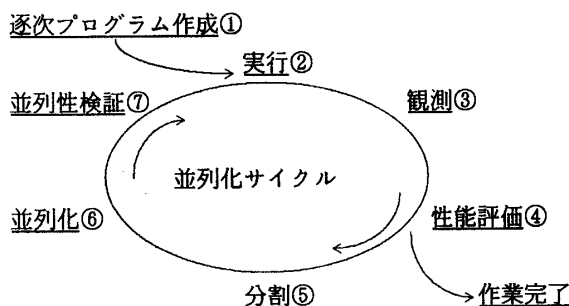 逐次プログラム作成①
実行②
並列性検証⑦
観測③
並列化サイクル
並列化⑥
性能評価④
分割⑤
作業完了